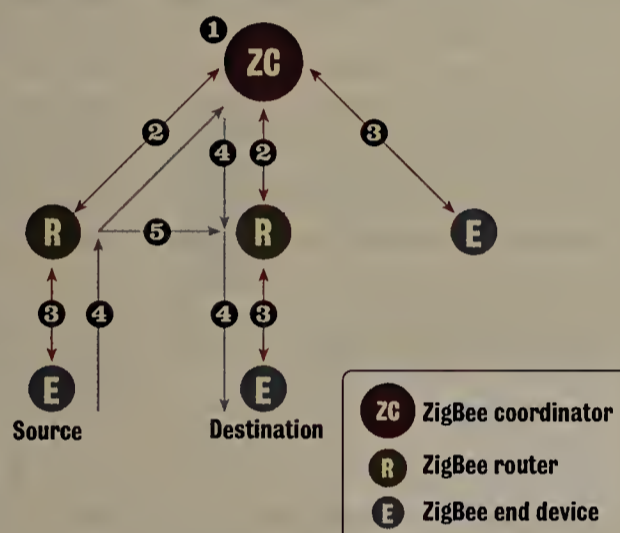 1
ZC
2
3
4
2
R
5
R
E
3
4
4
3
E
E
Source
Destination
ZC ZigBee coordinator
R ZigBee router
E ZigBee end device